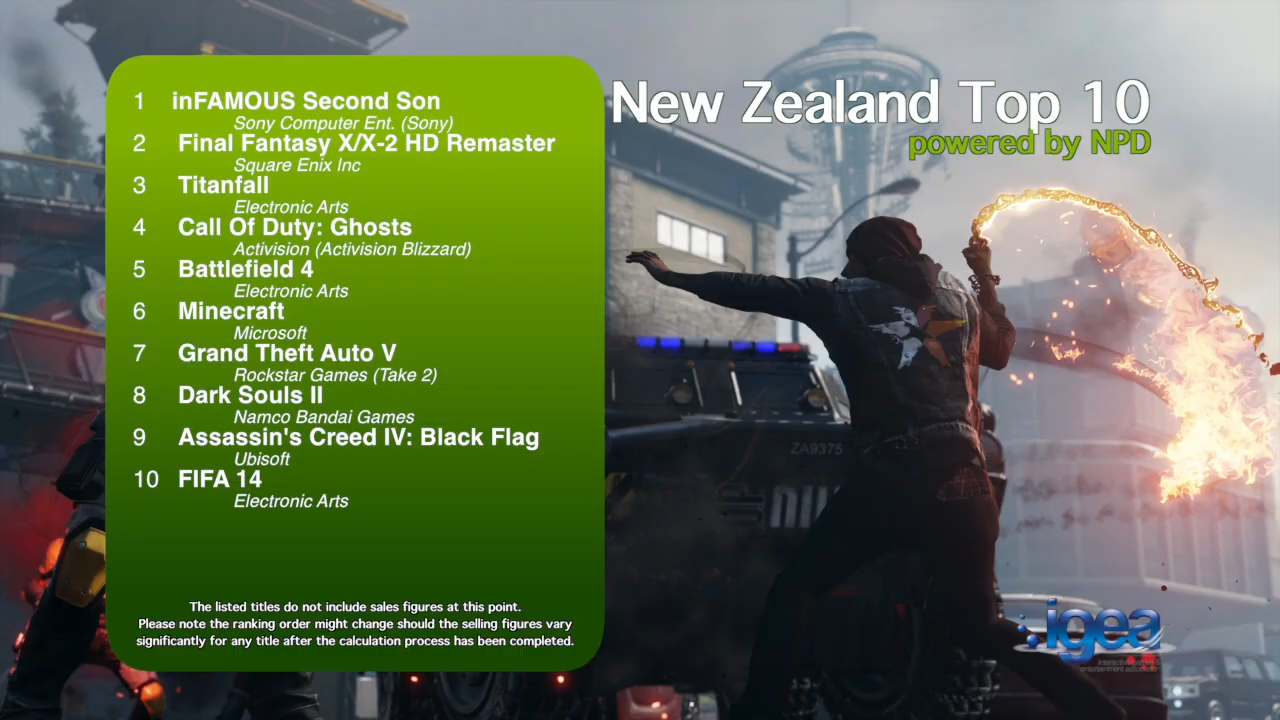 New Zealand Top 10
powered by NPD
1 inFAMOUS Second Son
Sony Computer Ent. (Sony)
2 Final Fantasy X/X-2 HD Remaster
Square Enix Inc
3 Titanfall
Electronic Arts
4 Call Of Duty: Ghosts
Activision (Activision Blizzard)
5 Battlefield 4
Electronic Arts
6 Minecraft
Microsoft
7 Grand Theft Auto V
Rockstar Games (Take 2)
8 Dark Souls II
Namco Bandai Games
9 Assassin's Creed IV: Black Flag
Ubisoft
10 FIFA 14
Electronic Arts
The listed titles do not include sales figures at this point.
Please note the ranking order might change should the selling figures vary
significantly for any title after the calculation process has been completed.
ZA9375
igea